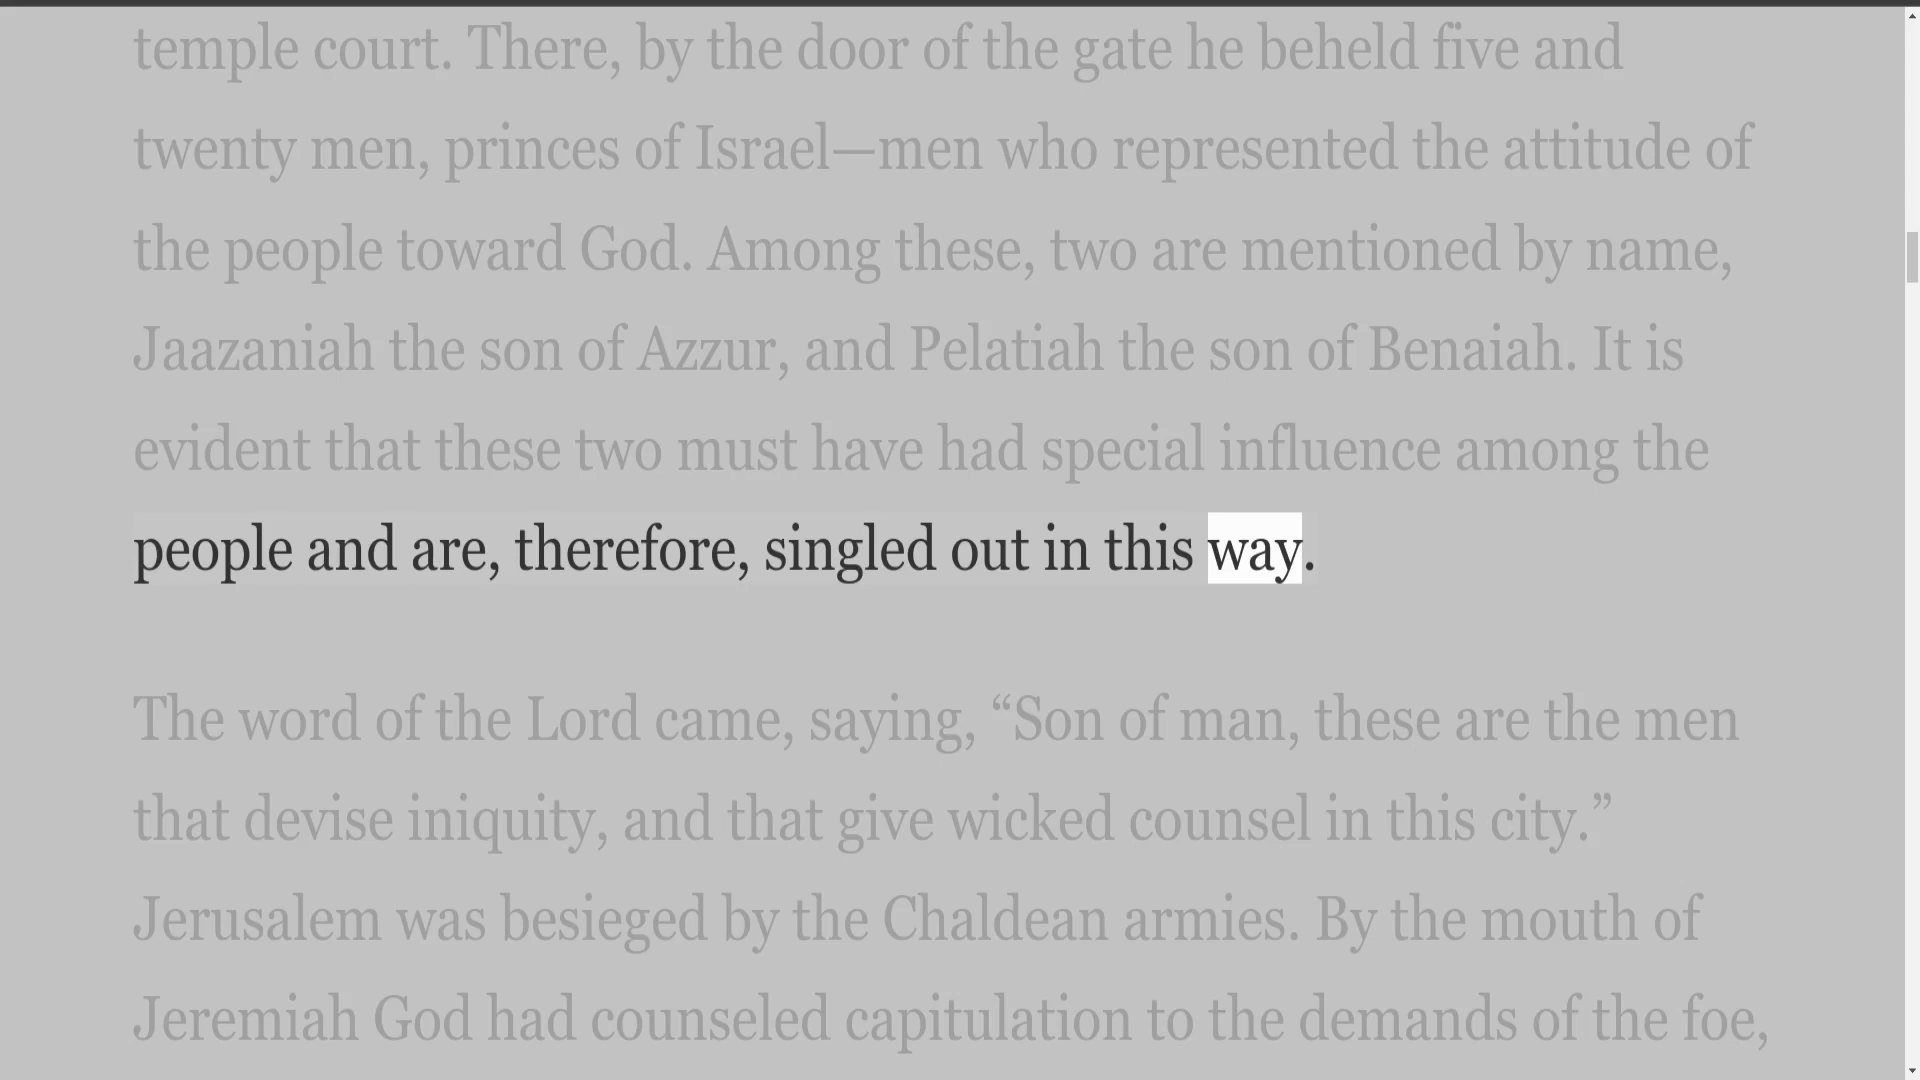 temple court. There, by the door of the gate he beheld five and
twenty men, princes of Israel—men who represented the attitude of
the people toward God. Among these, two are mentioned by name,
Jaazaniah the son of Azzur, and Pelatiah the son of Benaiah. It is
evident that these two must have had special influence among the
people and are, therefore, singled out in this way.
The word of the Lord came, saying, “Son of man, these are the men
that devise iniquity, and that give wicked counsel in this city.”
Jerusalem was besieged by the Chaldean armies. By the mouth of
Jeremiah God had counseled capitulation to the demands of the foe,